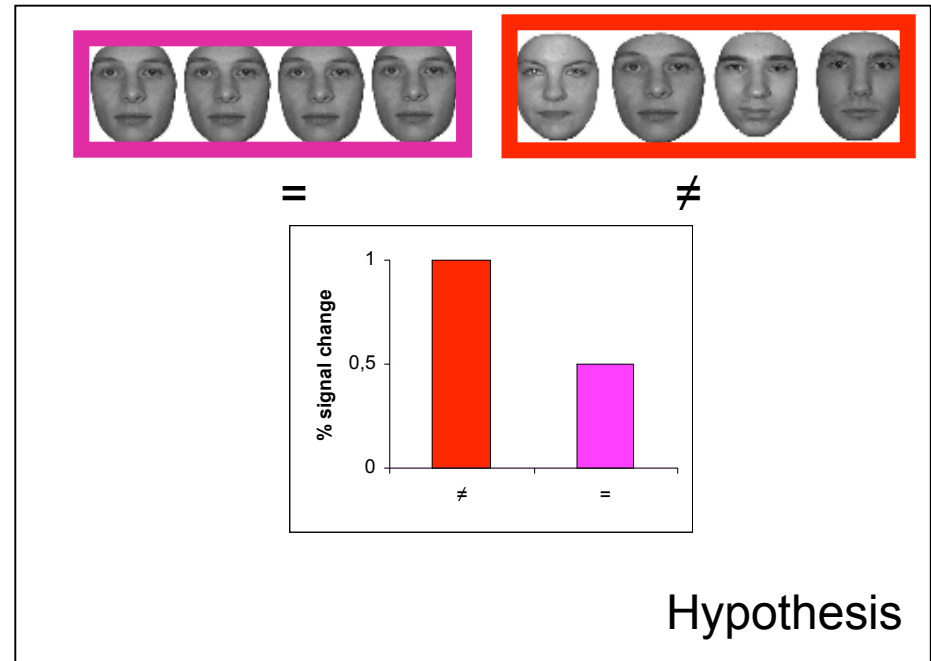 = ≠
% signal change
1
0,5
0
≠ =
Hypothesis